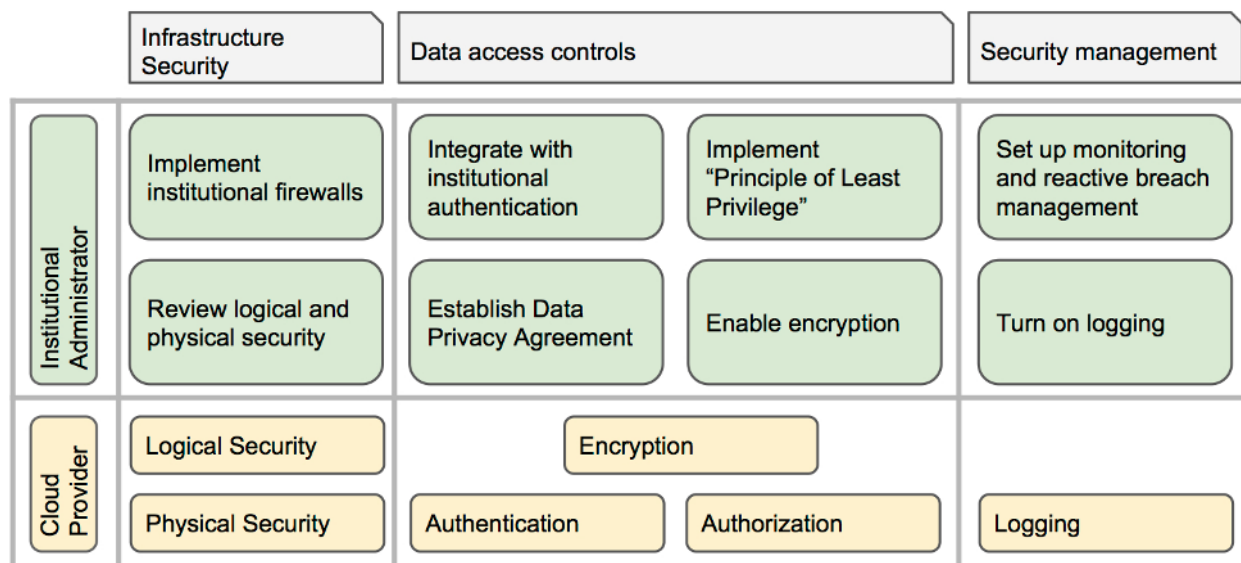 Infrastructure
Security
Data access controls
Security management
Institutional
Administrator
Implement
institutional firewalls
Integrate with
institutional
authentication
Implement
“Principle of Least
Privilege”
Set up monitoring
and reactive breach
management
Review logical and
physical security
Establish Data
Privacy Agreement
Enable encryption
Turn on logging
Cloud
Provider
Logical Security
Encryption
Physical Security
Authentication
Authorization
Logging